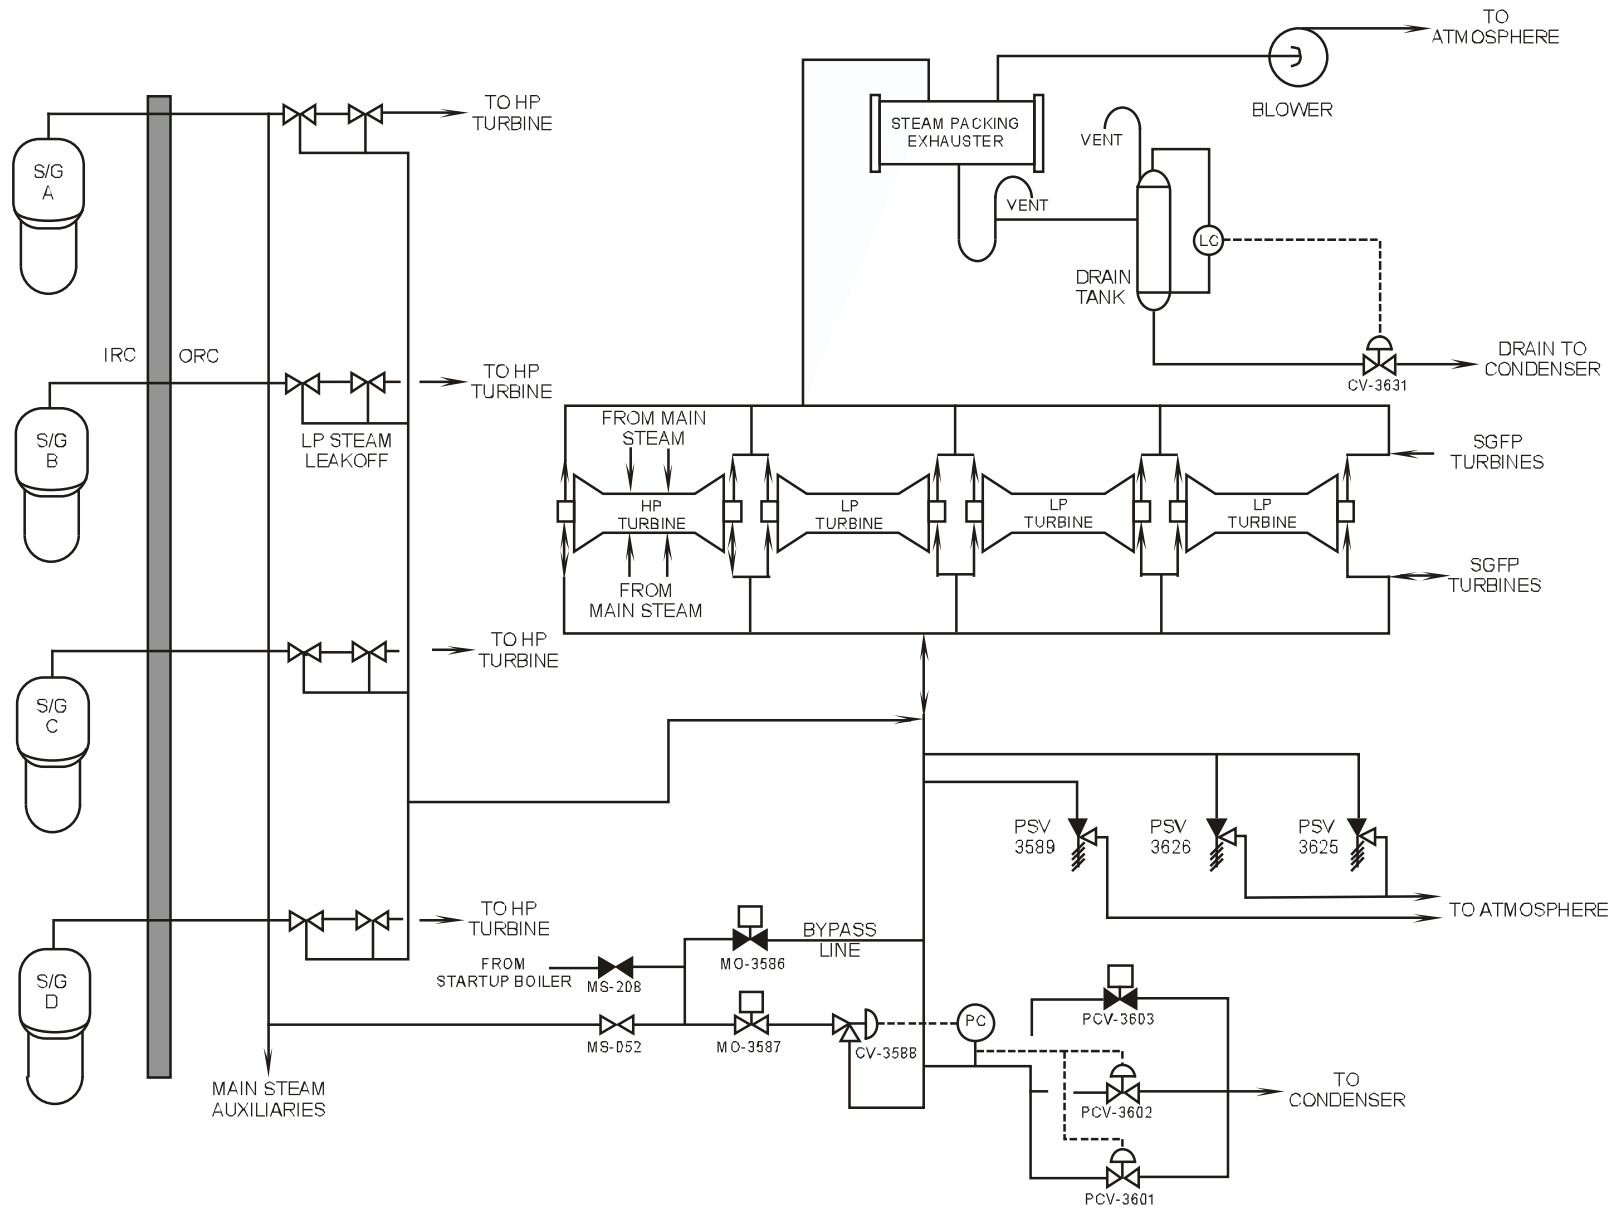 TO
ATMOSPHERE
BLOWER
STEAM PACKING
EXHAUSTER
VENT
VENT
LC
DRAIN
TANK
DRAIN TO
CONDENSER
CV-3631
TO HP
TURBINE
S/G
A
IRC
ORC
TO HP
TURBINE
S/G
B
LP STEAM
LEAKOFF
FROM MAIN
STEAM
SGFP
TURBINES
HP
TURBINE
LP
TURBINE
LP
TURBINE
LP
TURBINE
FROM
MAIN STEAM
SGFP
TURBINES
TO HP
TURBINE
S/G
C
PSV
3589
PSV
3626
PSV
3625
TO ATMOSPHERE
TO HP
TURBINE
S/G
D
FROM
STARTUP BOILER
MS-208
MO-3586
BYPASS
LINE
MS-052
MO-3587
CV-3588
PC
PCV-3603
PCV-3602
PCV-3601
TO
CONDENSER
MAIN STEAM
AUXILIARIES